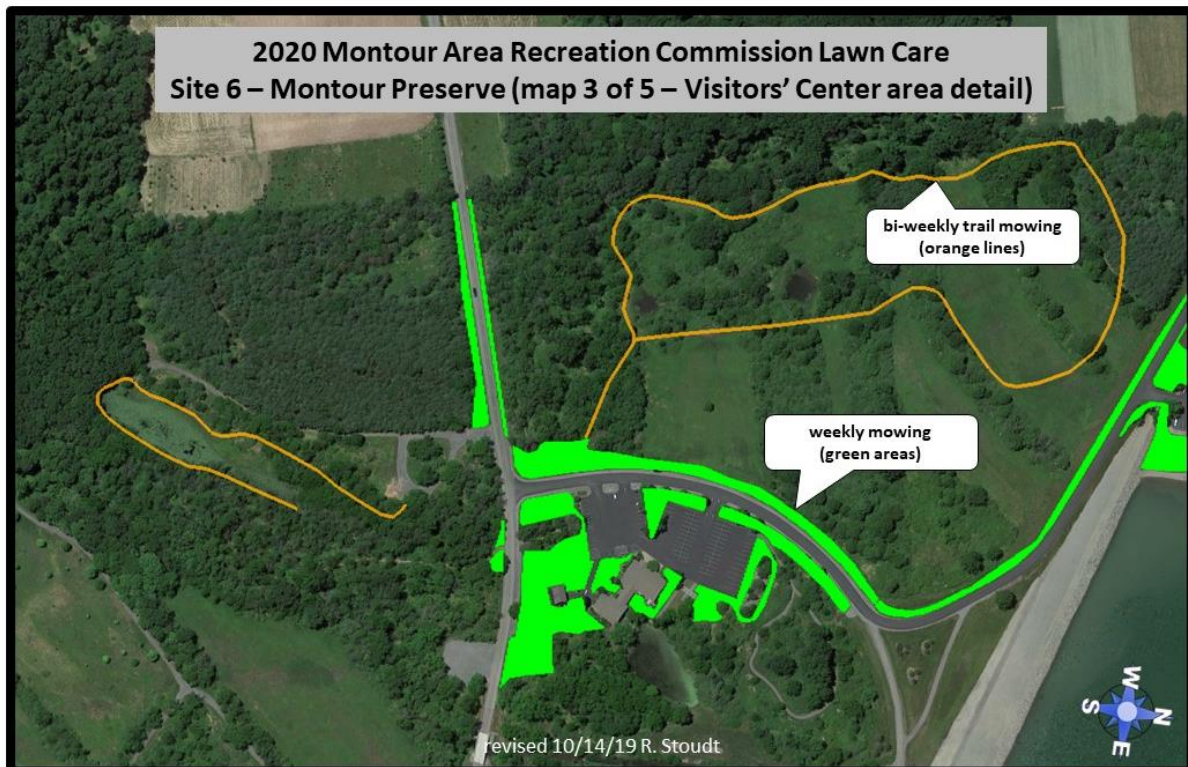 2020 Montour Area Recreation Commission Lawn Care
Site 6 – Montour Preserve (map 3 of 5 – Visitors’ Center area detail)
bi-weekly trail mowing
(orange lines)
weekly mowing
(green areas)
W
N
S
E
revised 10/14/19 R. Stoudt